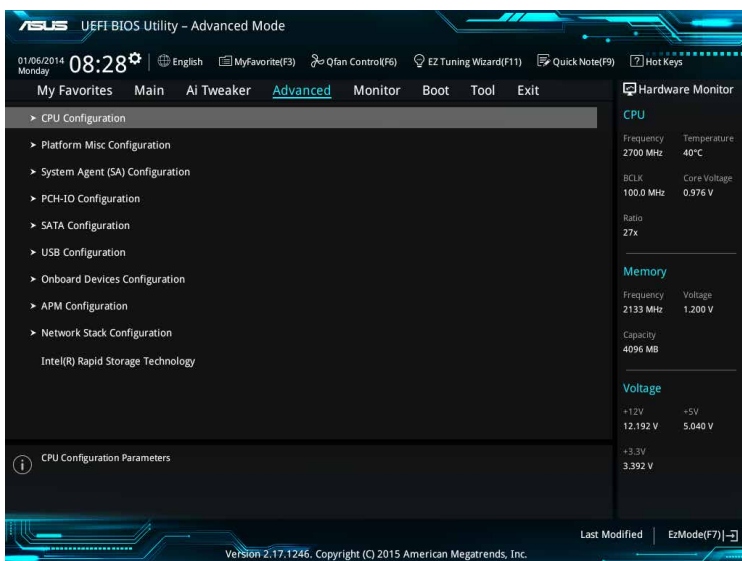 ASUS UEFI BIOS Utility – Advanced Mode
01/06/2014 Monday 08:28 English MyFavorite(F3) Qfan Control(F6) EZ Tuning Wizard(F11) Quick Note(F9) ? Hot Keys
My Favorites Main Ai Tweaker Advanced Monitor Boot Tool Exit
> CPU Configuration
> Platform Misc Configuration
> System Agent (SA) Configuration
> PCH-IO Configuration
> SATA Configuration
> USB Configuration
> Onboard Devices Configuration
> APM Configuration
> Network Stack Configuration
Intel(R) Rapid Storage Technology
i CPU Configuration Parameters
Hardware Monitor
CPU
Frequency Temperature
2700 MHz 40°C
BCLK Core Voltage
100.0 MHz 0.976 V
Ratio
27x
Memory
Frequency Voltage
2133 MHz 1.200 V
Capacity
4096 MB
Voltage
+12V +5V
12.192 V 5.040 V
+3.3V
3.392 V
Last Modified | EzMode(F7)|
Version 2.17.1246. Copyright (C) 2015 American Megatrends, Inc.